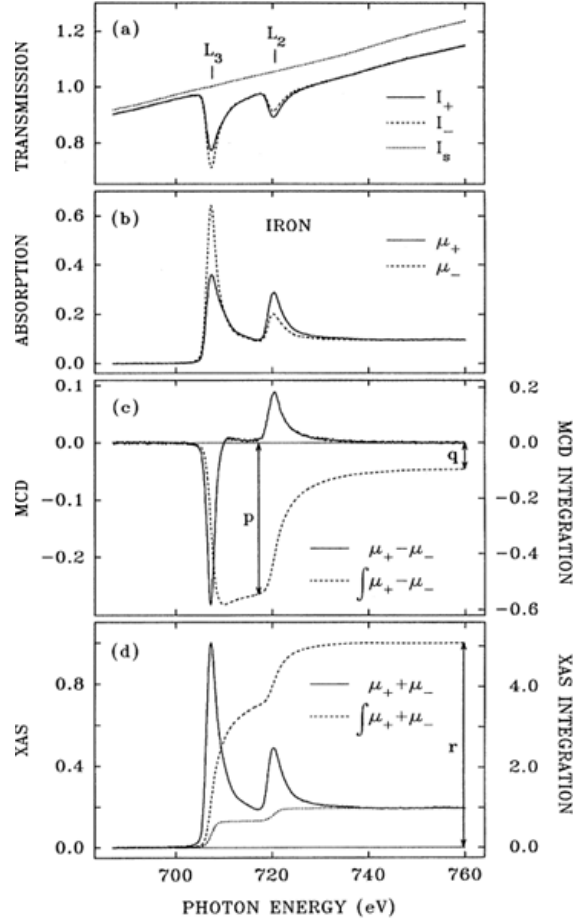 (a)
L₃
L₂
I₊
I₋
Iₛ
TRANSMISSION
1.2
1.0
0.8
(b)
IRON
μ₊
μ₋
ABSORPTION
0.6
0.4
0.2
0.0
(c)
p
q
μ₊−μ₋
∫μ₊−μ₋
MCD
0.1
0.0
−0.1
−0.2
0.2
0.0
−0.2
−0.4
−0.6
MCD INTEGRATION
(d)
μ₊+μ₋
∫μ₊+μ₋
r
XAS
0.8
0.4
0.0
4.0
2.0
0.0
XAS INTEGRATION
700
720
740
760
PHOTON ENERGY (eV)